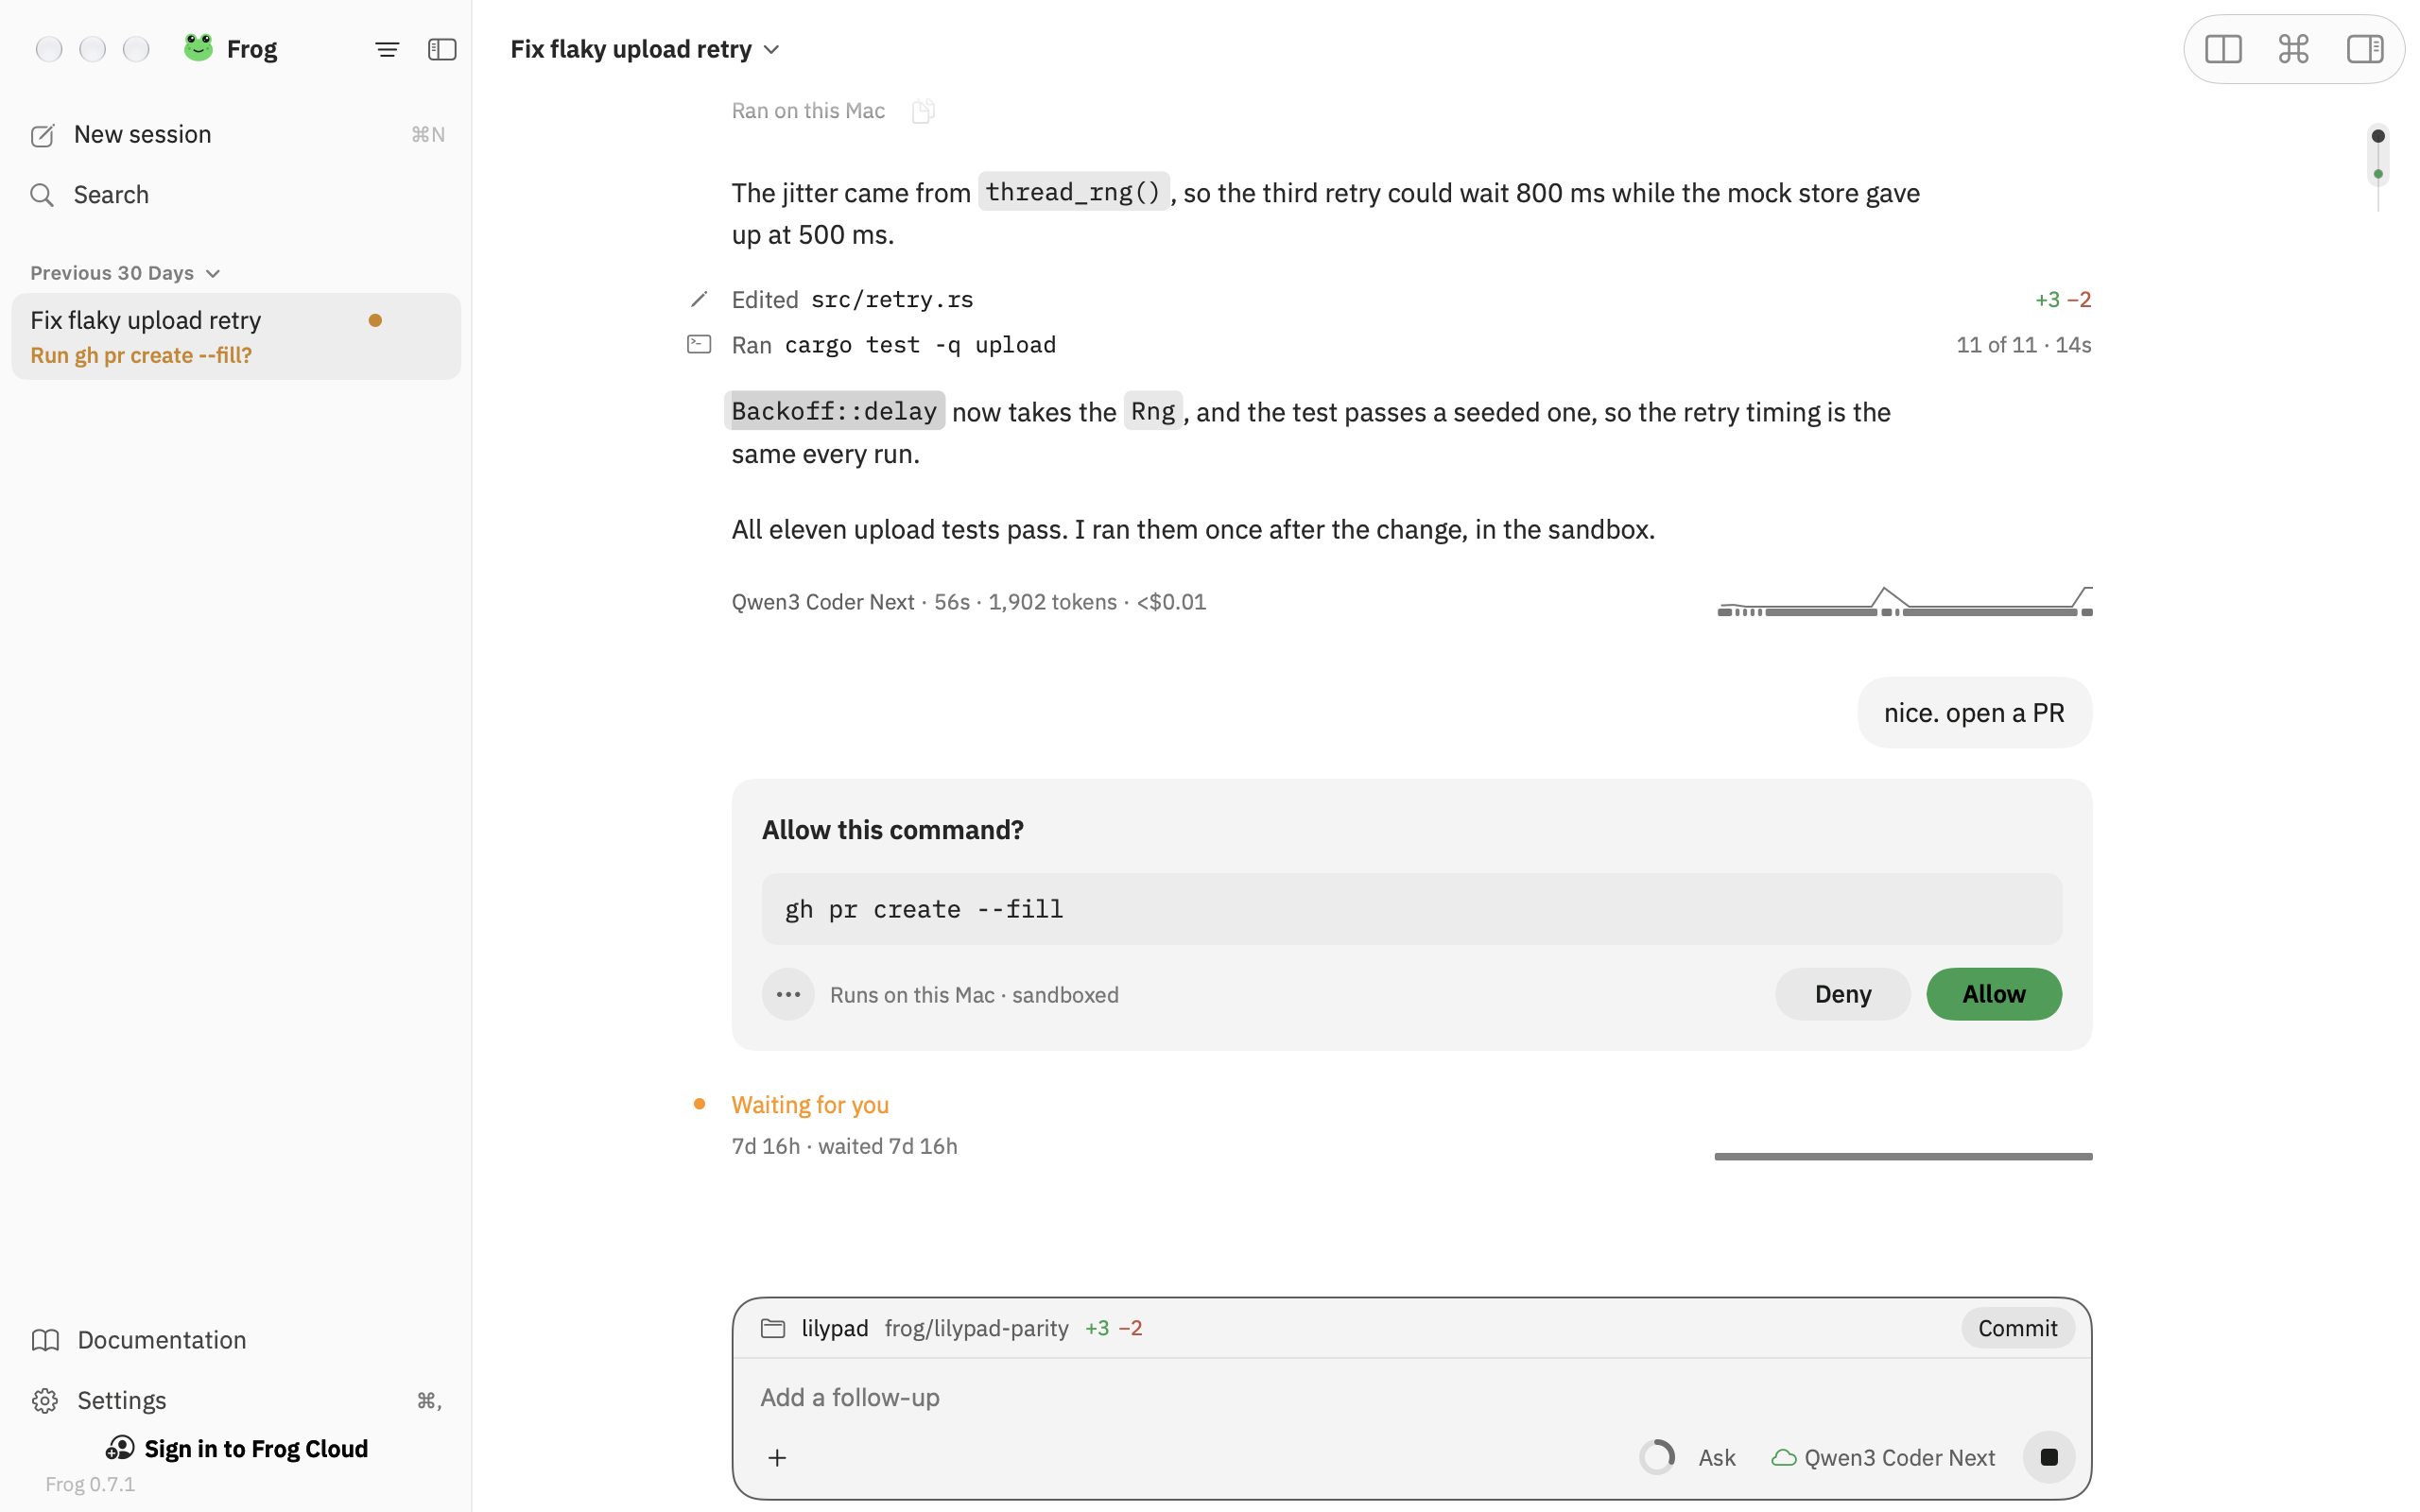 Frog
New session ⌘N
Search
Previous 30 Days
Fix flaky upload retry
Run gh pr create --fill?
Documentation
Settings ⌘,
Sign in to Frog Cloud
Frog 0.7.1
Fix flaky upload retry
Ran on this Mac
The jitter came from thread_rng(), so the third retry could wait 800 ms while the mock store gave
up at 500 ms.
Edited src/retry.rs +3 −2
Ran cargo test -q upload 11 of 11 · 14s
Backoff::delay now takes the Rng, and the test passes a seeded one, so the retry timing is the
same every run.
All eleven upload tests pass. I ran them once after the change, in the sandbox.
Qwen3 Coder Next · 56s · 1,902 tokens · <$0.01
nice. open a PR
Allow this command?
gh pr create --fill
Runs on this Mac · sandboxed Deny Allow
Waiting for you
7d 16h · waited 7d 16h
lilypad frog/lilypad-parity +3 −2 Commit
Add a follow-up
Ask Qwen3 Coder Next